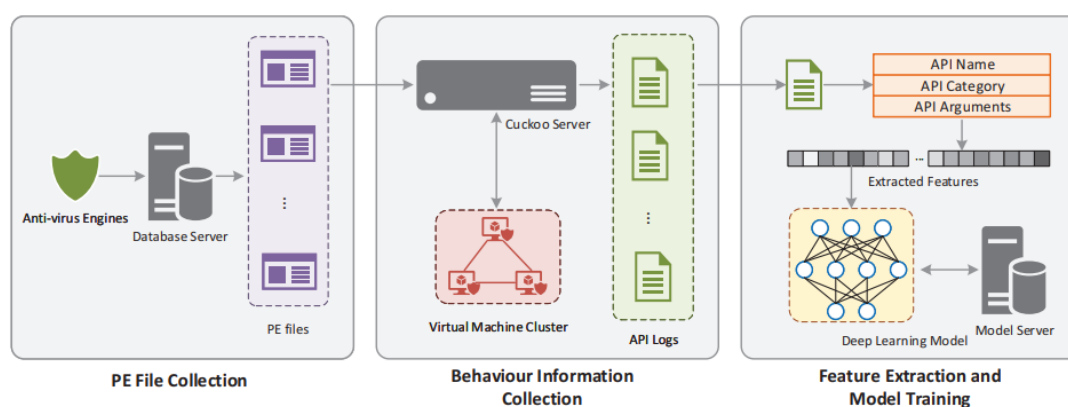 Anti-virus Engines
Database Server
PE files
PE File Collection
Cuckoo Server
Virtual Machine Cluster
API Logs
Behaviour Information
Collection
API Name
API Category
API Arguments
...
Extracted Features
Deep Learning Model
Model Server
Feature Extraction and
Model Training